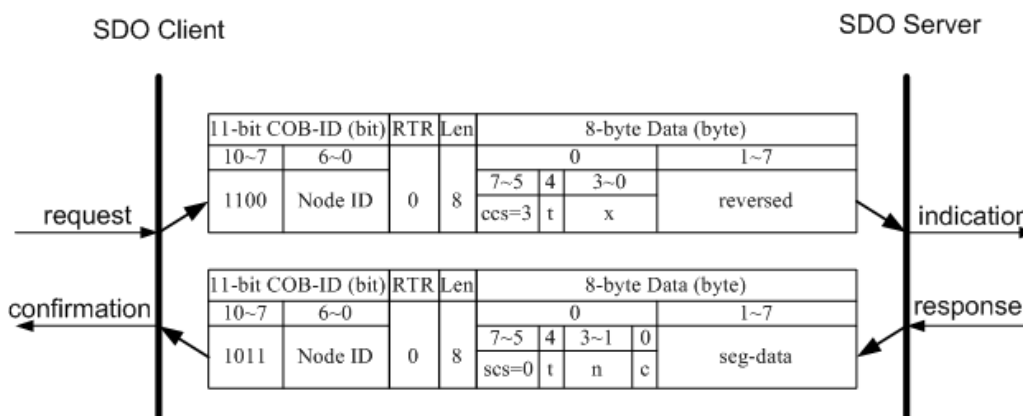 SDO Client
SDO Server
11-bit COB-ID (bit) RTR Len 8-byte Data (byte)
10~7 6~0 0 1~7
7~5 4 3~0
1100 Node ID 0 8 reversed
ccs=3 t x
request
indication
11-bit COB-ID (bit) RTR Len 8-byte Data (byte)
confirmation
response
10~7 6~0 0 1~7
7~5 4 3~1 0
1011 Node ID 0 8 seg-data
scs=0 t n c